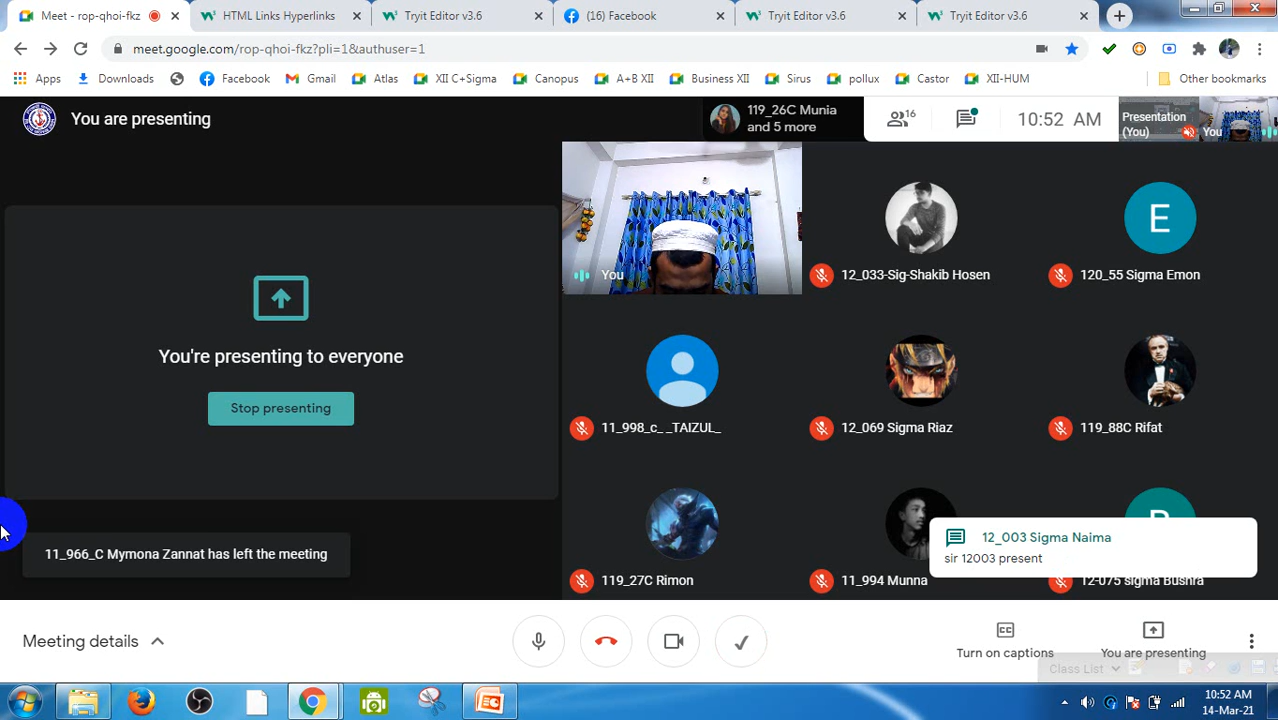 Meet - rop-qhoi-fkz
HTML Links Hyperlinks
Tryit Editor v3.6
(16) Facebook
Tryit Editor v3.6
Tryit Editor v3.6
meet.google.com/rop-qhoi-fkz?pli=1&authuser=1
Apps
Downloads
Facebook
Gmail
Atlas
XII C+Sigma
Canopus
A+B XII
Business XII
Sirus
pollux
Castor
XII-HUM
Other bookmarks
You are presenting
119_26C Munia
and 5 more
16
10:52 AM
Presentation
(You)
You
You're presenting to everyone
Stop presenting
11_966_C Mymona Zannat has left the meeting
You
12_033-Sig-Shakib Hosen
E
120_55 Sigma Emon
11_998_c_ _TAIZUL_
12_069 Sigma Riaz
119_88C Rifat
119_27C Rimon
11_994 Munna
12-075 sigma Bushra
12_003 Sigma Naima
sir 12003 present
Meeting details
CC
Turn on captions
You are presenting
Class List
10:52 AM
14-Mar-21